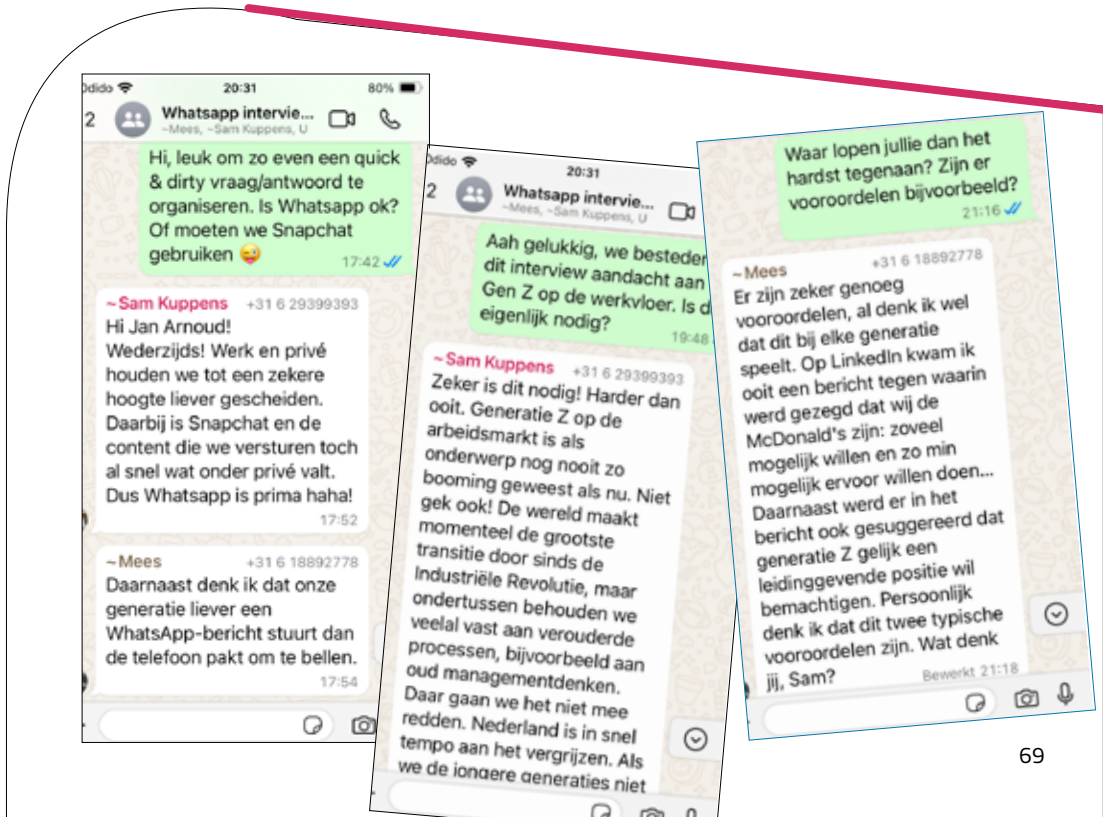 Odido
20:31
80%
2
Whatsapp intervie...
~Mees, ~Sam Kuppens, U
Hi, leuk om zo even een quick
& dirty vraag/antwoord te
organiseren. Is Whatsapp ok?
Of moeten we Snapchat
gebruiken 😜
17:42
~Sam Kuppens +31 6 29399393
Hi Jan Arnoud!
Wederzijds! Werk en privé
houden we tot een zekere
hoogte liever gescheiden.
Daarbij is Snapchat en de
content die we versturen toch
al snel wat onder privé valt.
Dus Whatsapp is prima haha!
17:52
~Mees +31 6 18892778
Daarnaast denk ik dat onze
generatie liever een
WhatsApp-bericht stuurt dan
de telefoon pakt om te bellen.
17:54
dido
20:31
2
Whatsapp intervie...
~Mees, ~Sam Kuppens, U
Aah gelukkig, we besteden
dit interview aandacht aan
Gen Z op de werkvloer. Is d
eigenlijk nodig?
19:48
~Sam Kuppens +31 6 29399393
Zeker is dit nodig! Harder dan
ooit. Generatie Z op de
arbeidsmarkt is als
onderwerp nog nooit zo
booming geweest als nu. Niet
gek ook! De wereld maakt
momenteel de grootste
transitie door sinds de
Industriële Revolutie, maar
ondertussen behouden we
veelal vast aan verouderde
processen, bijvoorbeeld aan
oud managementdenken.
Daar gaan we het niet mee
redden. Nederland is in snel
tempo aan het vergrijzen. Als
we de jongere generaties niet
Waar lopen jullie dan het
hardst tegenaan? Zijn er
vooroordelen bijvoorbeeld?
21:16
~Mees +31 6 18892778
Er zijn zeker genoeg
vooroordelen, al denk ik wel
dat dit bij elke generatie
speelt. Op LinkedIn kwam ik
ooit een bericht tegen waarin
werd gezegd dat wij de
McDonald's zijn: zoveel
mogelijk willen en zo min
mogelijk ervoor willen doen...
Daarnaast werd er in het
bericht ook gesuggereerd dat
generatie Z gelijk een
leidinggevende positie wil
bemachtigen. Persoonlijk
denk ik dat dit twee typische
vooroordelen zijn. Wat denk
jij, Sam?
Bewerkt 21:18
69